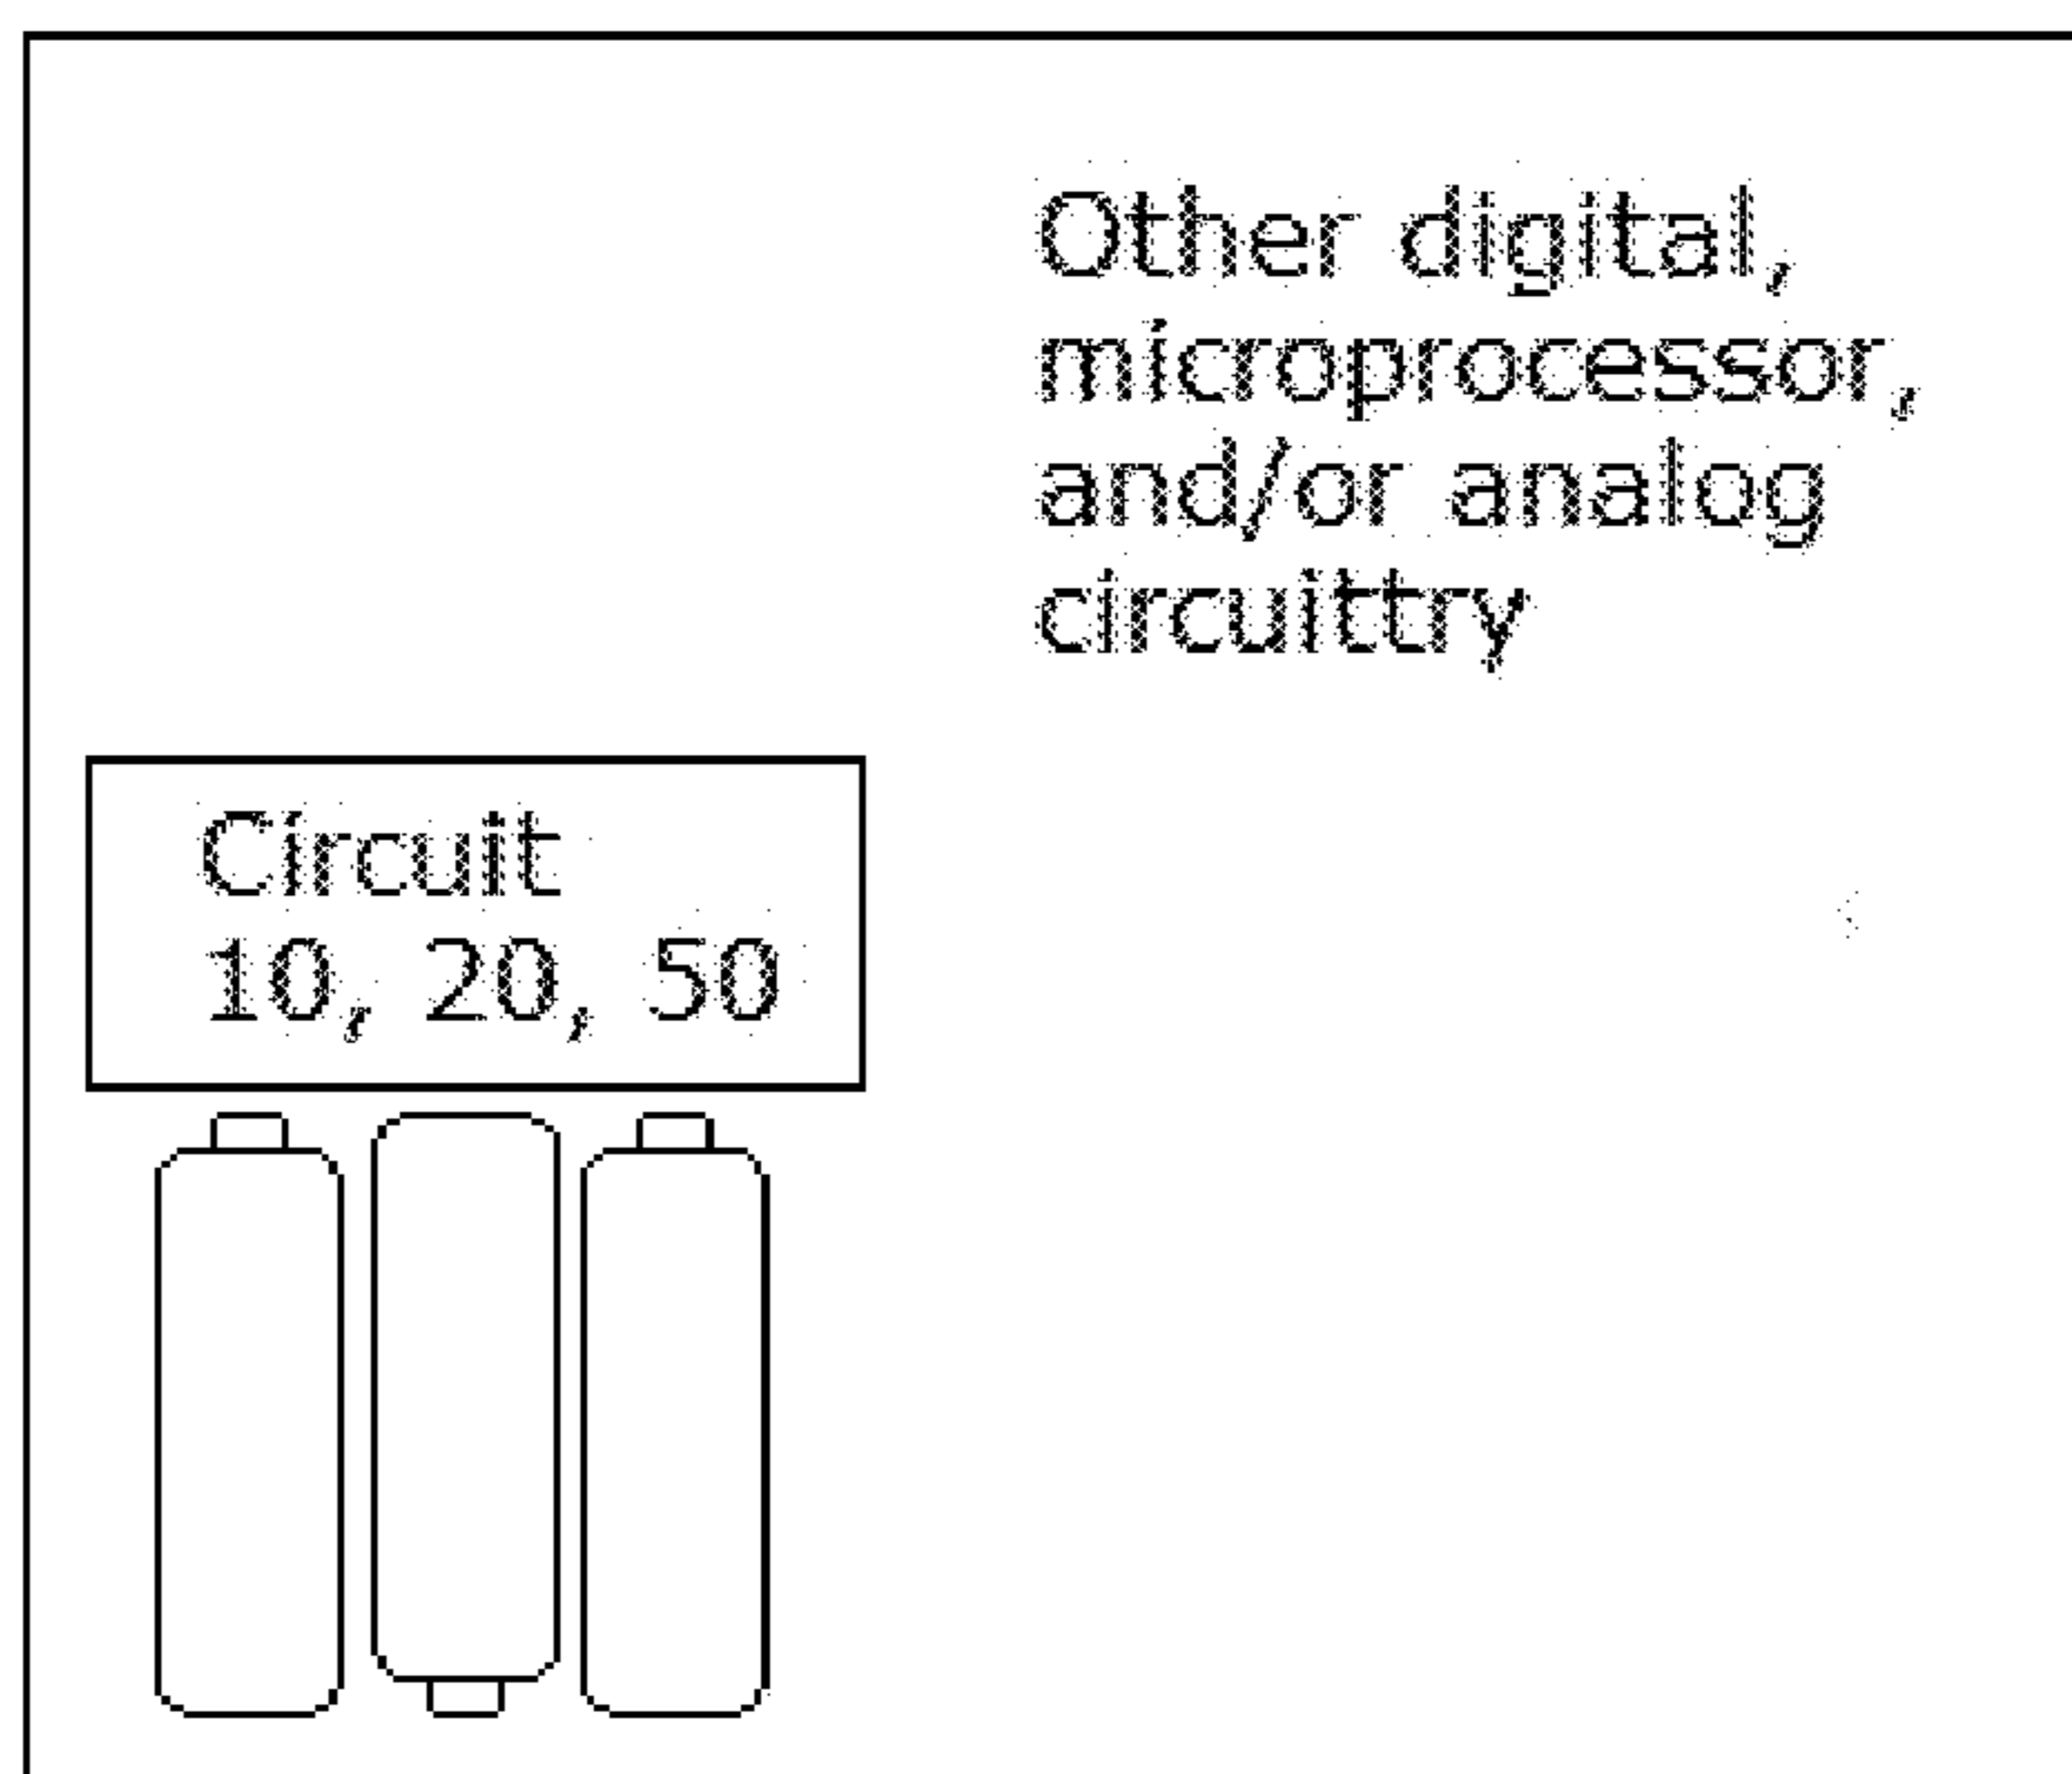 Other digital,
microprocessor,
and/or analog
circuittry
Circuit
10, 20, 50